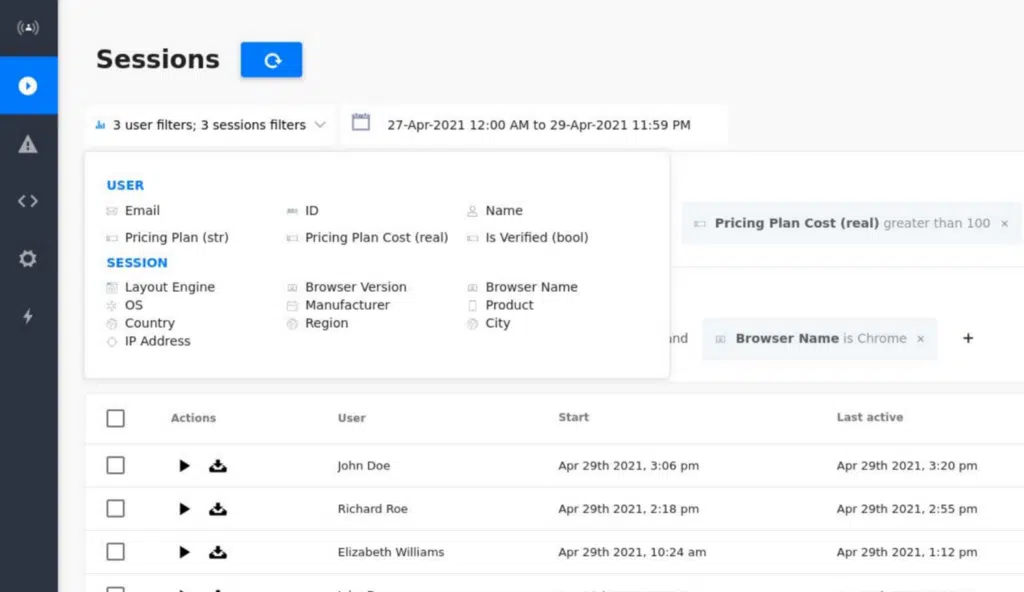 Sessions
3 user filters; 3 sessions filters
27-Apr-2021 12:00 AM to 29-Apr-2021 11:59 PM
USER
Email ID Name
Pricing Plan (str) Pricing Plan Cost (real) Is Verified (bool)
Pricing Plan Cost (real) greater than 100 ×
SESSION
Layout Engine Browser Version Browser Name
OS Manufacturer Product
Country Region City
IP Address
Browser Name is Chrome × +
Actions User Start Last active
John Doe Apr 29th 2021, 3:06 pm Apr 29th 2021, 3:20 pm
Richard Roe Apr 29th 2021, 2:18 pm Apr 29th 2021, 2:55 pm
Elizabeth Williams Apr 29th 2021, 10:24 am Apr 29th 2021, 1:12 pm